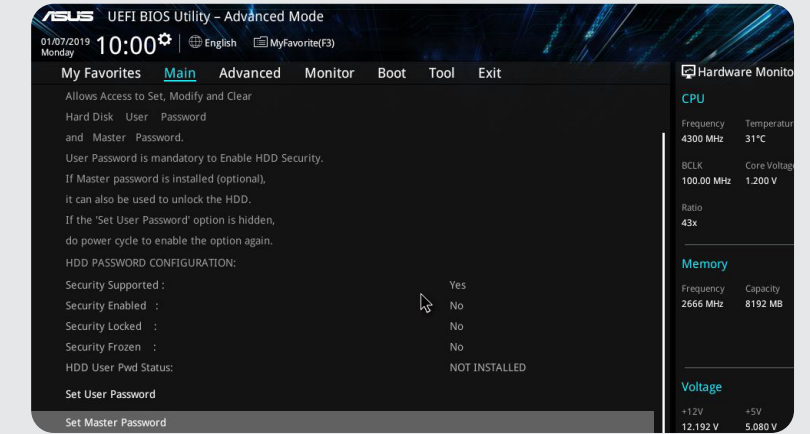 ASUS UEFI BIOS Utility – Advanced Mode
01/07/2019 Monday 10:00 English MyFavorite(F3)
My Favorites Main Advanced Monitor Boot Tool Exit
Allows Access to Set, Modify and Clear
Hard Disk User Password
and Master Password.
User Password is mandatory to Enable HDD Security.
If Master password is installed (optional),
it can also be used to unlock the HDD.
If the 'Set User Password' option is hidden,
do power cycle to enable the option again.
HDD PASSWORD CONFIGURATION:
Security Supported : Yes
Security Enabled : No
Security Locked : No
Security Frozen : No
HDD User Pwd Status: NOT INSTALLED
Set User Password
Set Master Password
Hardware Monito
CPU
Frequency Temperatur
4300 MHz 31°C
BCLK Core Voltage
100.00 MHz 1.200 V
Ratio
43x
Memory
Frequency Capacity
2666 MHz 8192 MB
Voltage
+12V +5V
12.192 V 5.080 V